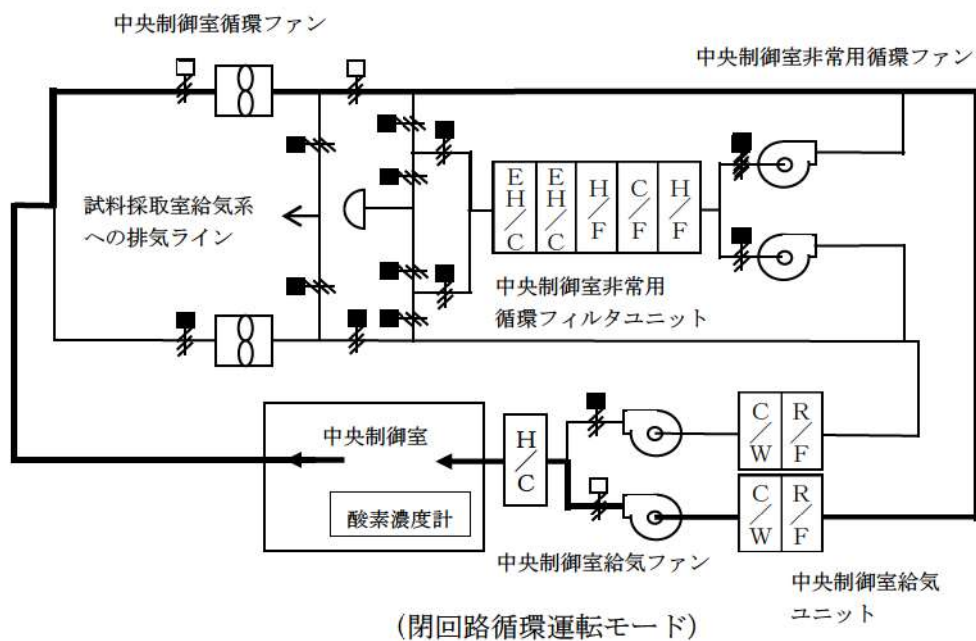 中央制御室循環ファン
中央制御室非常用循環ファン
試料採取室給気系
への排気ライン
EH/C
EH/C
H/F
C/F
H/F
中央制御室非常用
循環フィルタユニット
中央制御室
酸素濃度計
H/C
C/W
R/F
C/W
R/F
中央制御室給気ファン
中央制御室給気
ユニット
(閉回路循環運転モード)